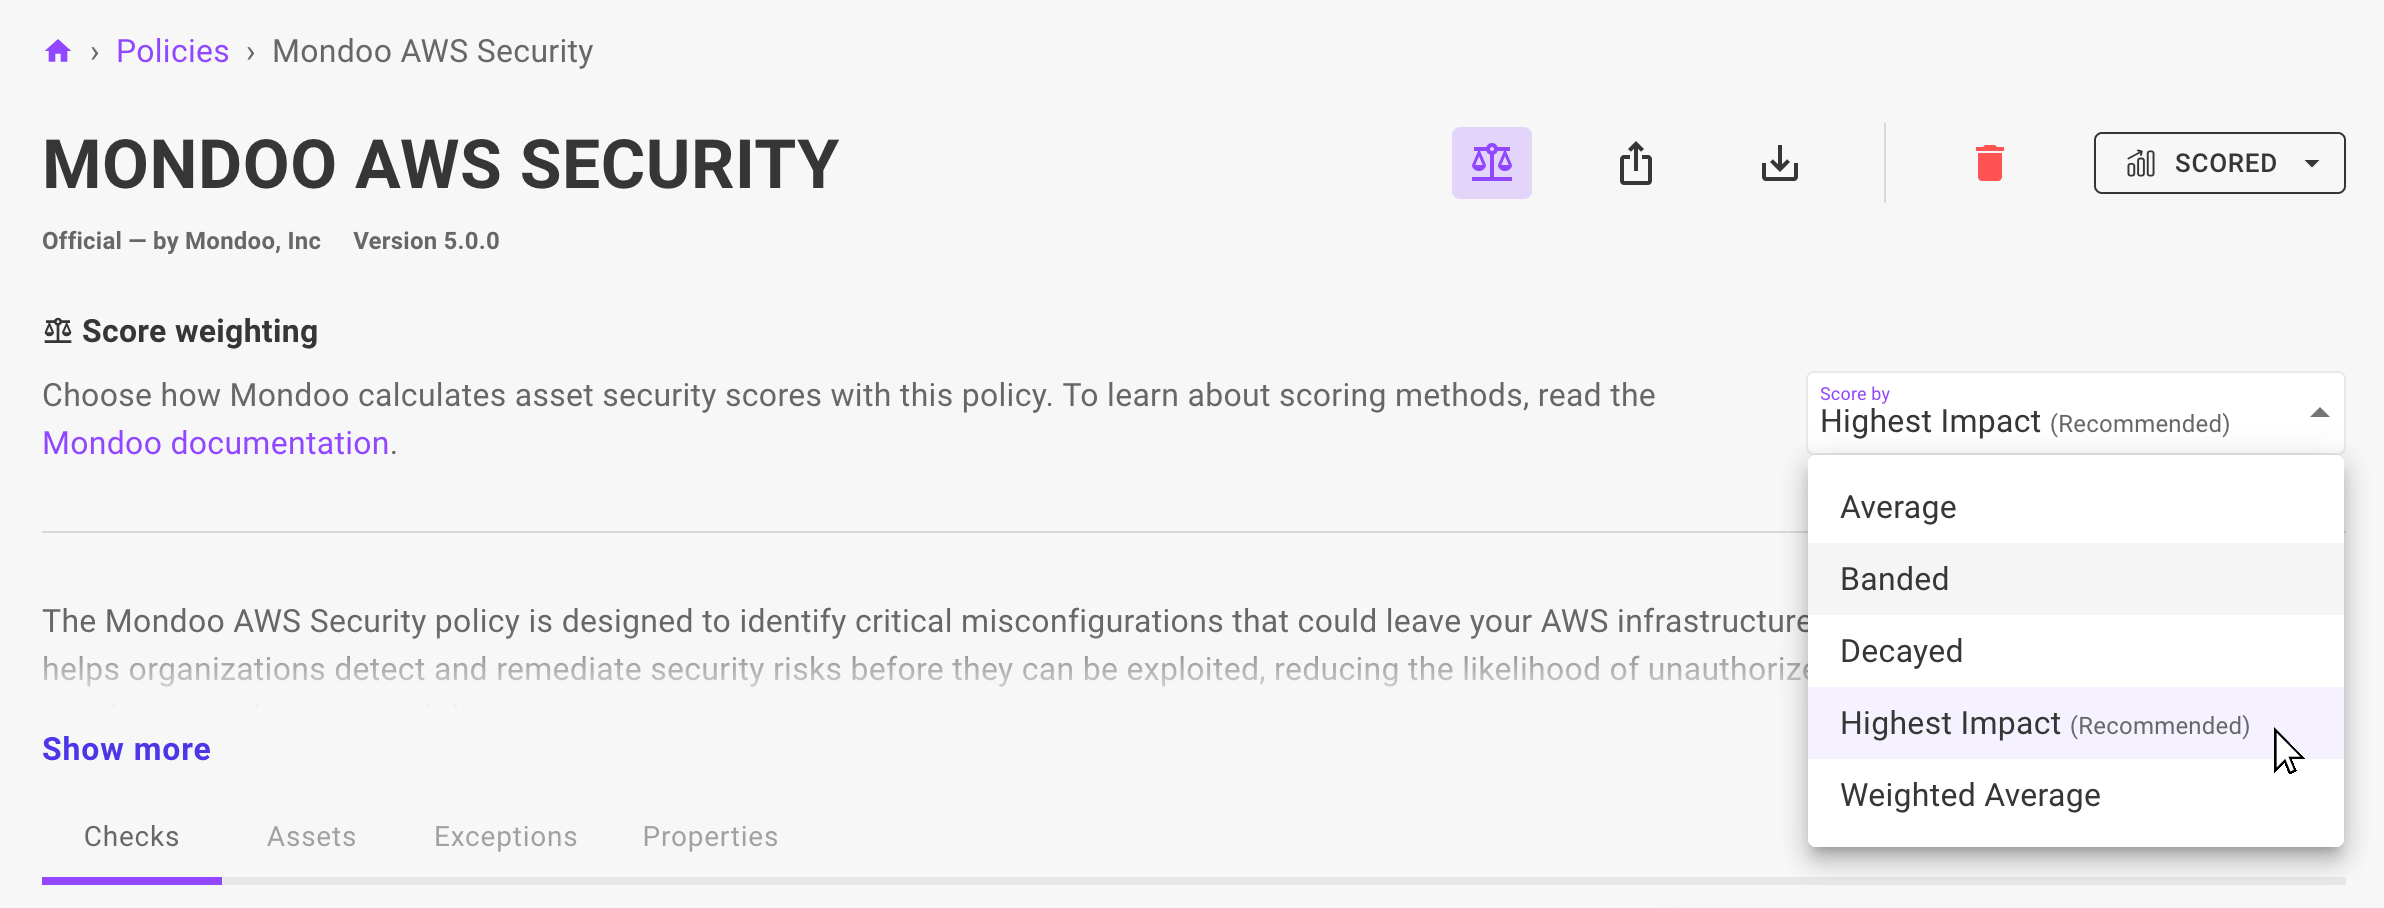 › Policies › Mondoo AWS Security
MONDOO AWS SECURITY
SCORED
Official — by Mondoo, Inc Version 5.0.0
Score weighting
Choose how Mondoo calculates asset security scores with this policy. To learn about scoring methods, read the
Mondoo documentation.
Score by
Highest Impact (Recommended)
Average
Banded
Decayed
Highest Impact (Recommended)
Weighted Average
The Mondoo AWS Security policy is designed to identify critical misconfigurations that could leave your AWS infrastructure
helps organizations detect and remediate security risks before they can be exploited, reducing the likelihood of
Show more
Checks Assets Exceptions Properties